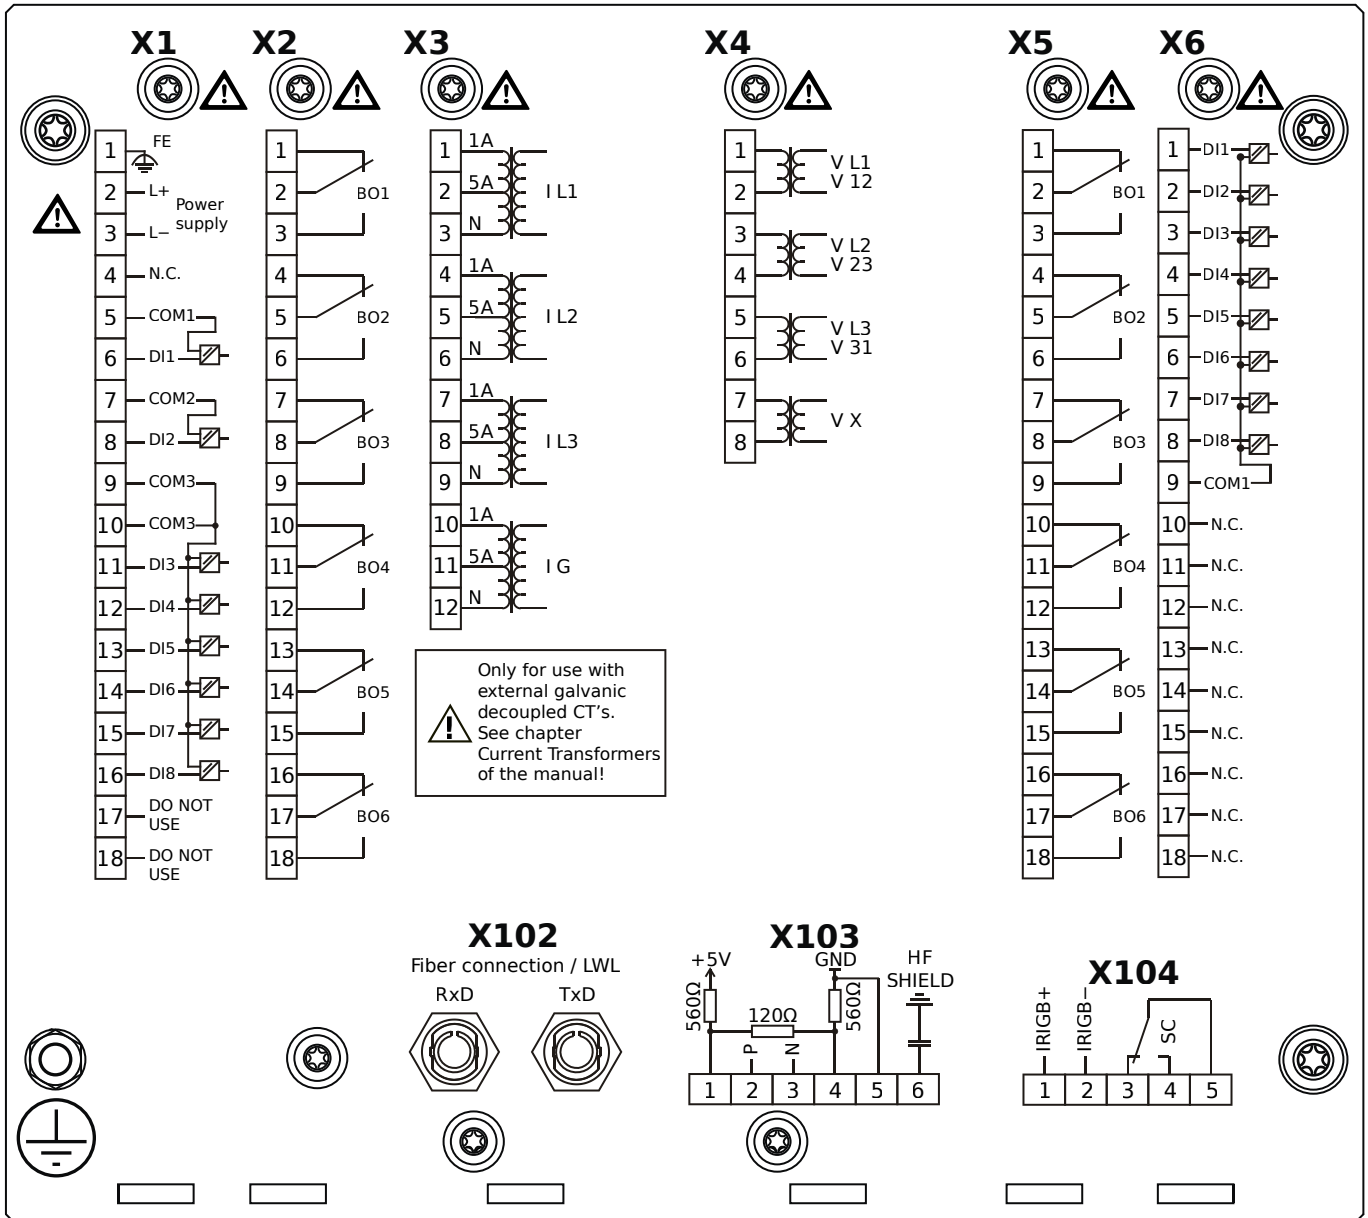 X1 X2 X3 X4 X5 X6
1 FE
2 L+
Power
supply
3 L−
4 N.C.
5 COM1
6 DI1
7 COM2
8 DI2
9 COM3
10 COM3
11 DI3
12 DI4
13 DI5
14 DI6
15 DI7
16 DI8
17 DO NOT
USE
18 DO NOT
USE
1
2 BO1
3
4
5 BO2
6
7
8 BO3
9
10
11 BO4
12
13
14 BO5
15
16
17 BO6
18
1 1A
2 5A I L1
3 N
4 1A
5 5A I L2
6 N
7 1A
8 5A I L3
9 N
10 1A
11 5A I G
12 N
Only for use with
external galvanic
decoupled CT's.
See chapter
Current Transformers
of the manual!
1 V L1
2 V 12
3 V L2
4 V 23
5 V L3
6 V 31
7 V X
8
1
2 BO1
3
4
5 BO2
6
7
8 BO3
9
10
11 BO4
12
13
14 BO5
15
16
17 BO6
18
1 DI1
2 DI2
3 DI3
4 DI4
5 DI5
6 DI6
7 DI7
8 DI8
9 COM1
10 N.C.
11 N.C.
12 N.C.
13 N.C.
14 N.C.
15 N.C.
16 N.C.
17 N.C.
18 N.C.
X102
Fiber connection / LWL
RxD TxD
X103
+5V GND HF
SHIELD
560Ω 120Ω 560Ω
P N
1 2 3 4 5 6
X104
IRIGB+ IRIGB− SC
1 2 3 4 5